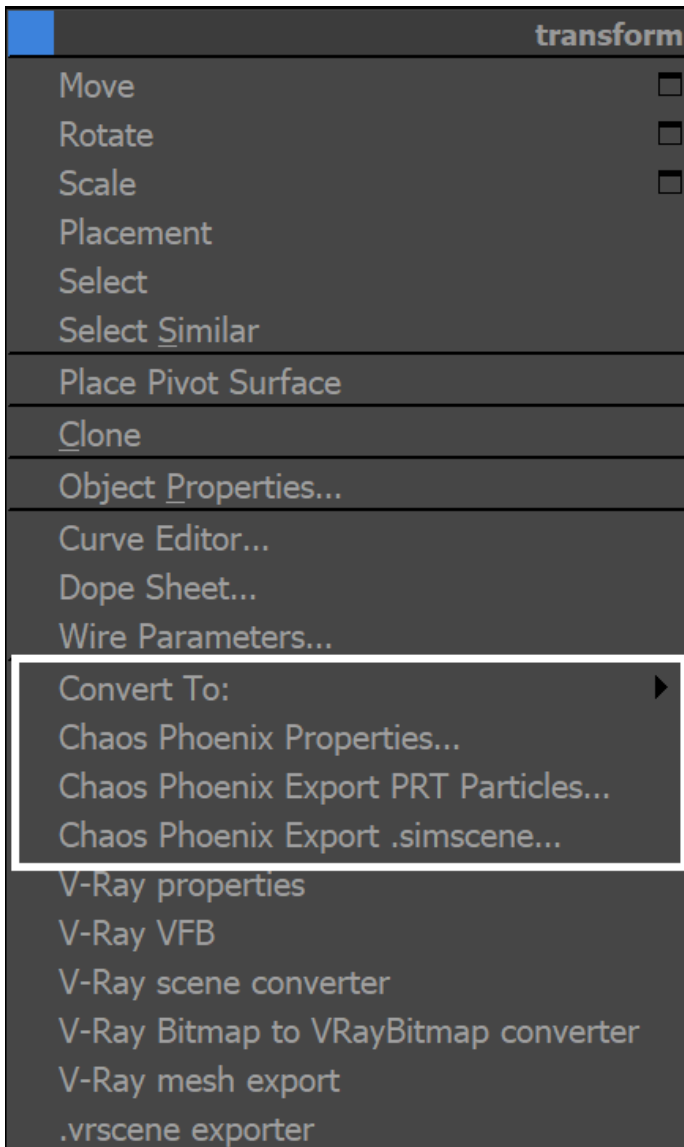 transform
Move
Rotate
Scale
Placement
Select
Select Similar
Place Pivot Surface
Clone
Object Properties...
Curve Editor...
Dope Sheet...
Wire Parameters...
Convert To:
Chaos Phoenix Properties...
Chaos Phoenix Export PRT Particles...
Chaos Phoenix Export .simscene...
V-Ray properties
V-Ray VFB
V-Ray scene converter
V-Ray Bitmap to VRayBitmap converter
V-Ray mesh export
.vrscene exporter